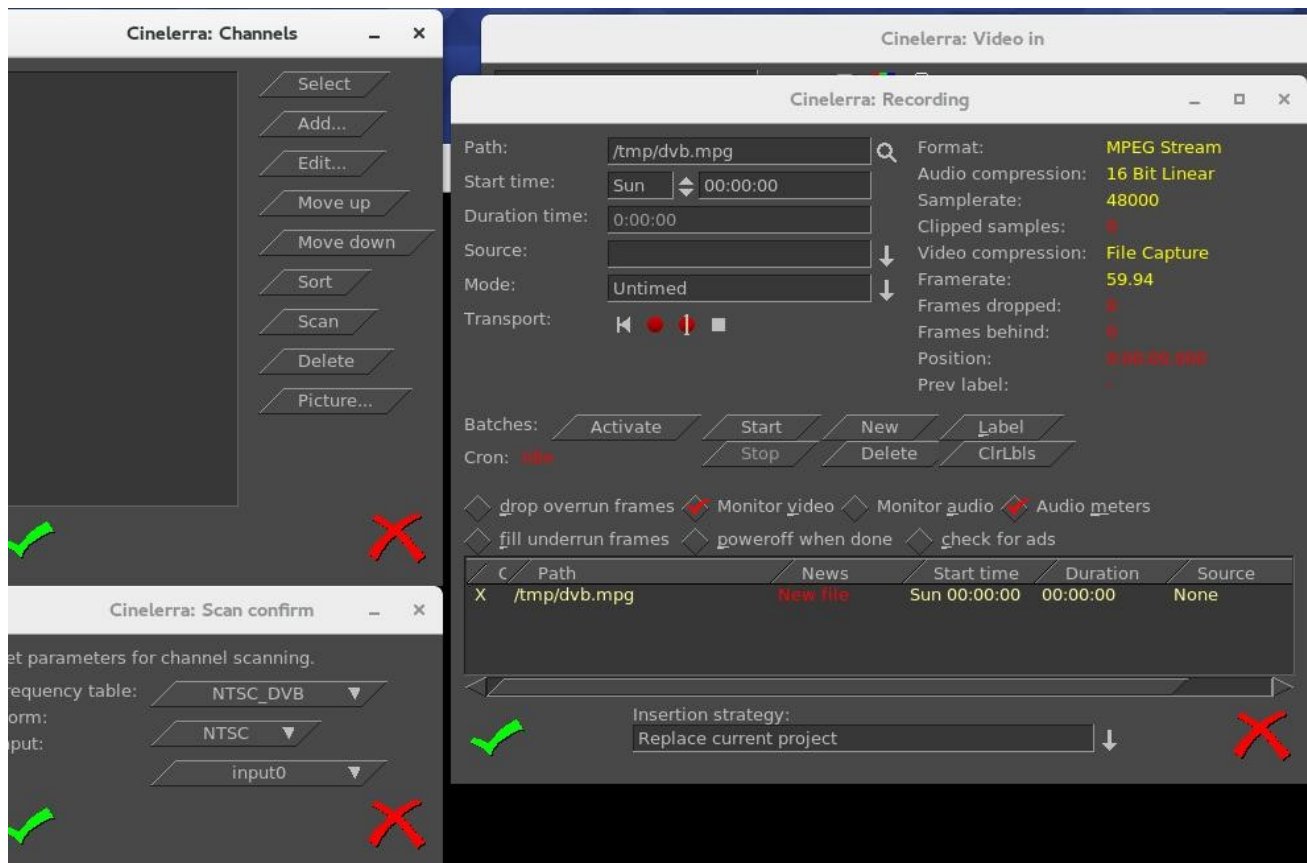 Cinelerra: Channels
Select
Add...
Edit...
Move up
Move down
Sort
Scan
Delete
Picture...
Cinelerra: Scan confirm
et parameters for channel scanning.
requency table: NTSC_DVB
orm:
NTSC
put:
input0
Cinelerra: Video in
Cinelerra: Recording
Path: /tmp/dvb.mpg
Start time: Sun 00:00:00
Duration time: 0:00:00
Source:
Mode: Untimed
Transport:
Format: MPEG Stream
Audio compression: 16 Bit Linear
Samplerate: 48000
Clipped samples: 0
Video compression: File Capture
Framerate: 59.94
Frames dropped: 0
Frames behind: 0
Position:
Prev label: -
Batches: Activate Start New Label
Cron: Idle Stop Delete ClrLbls
drop overrun frames Monitor video Monitor audio Audio meters
fill underrun frames poweroff when done check for ads
Path News Start time Duration Source
X /tmp/dvb.mpg New file Sun 00:00:00 00:00:00 None
Insertion strategy:
Replace current project